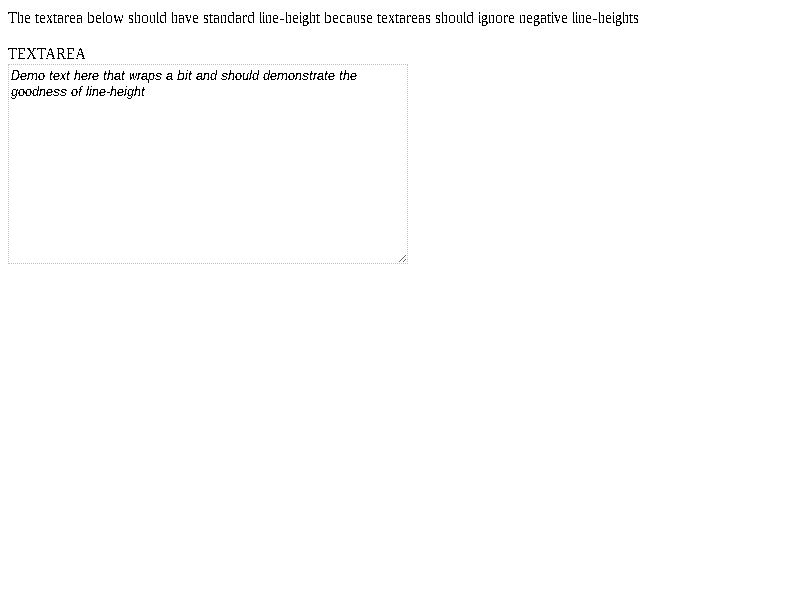 The textarea below should have standard line-height because textareas should ignore negative line-heights
TEXTAREA
Demo text here that wraps a bit and should demonstrate the
goodness of line-height